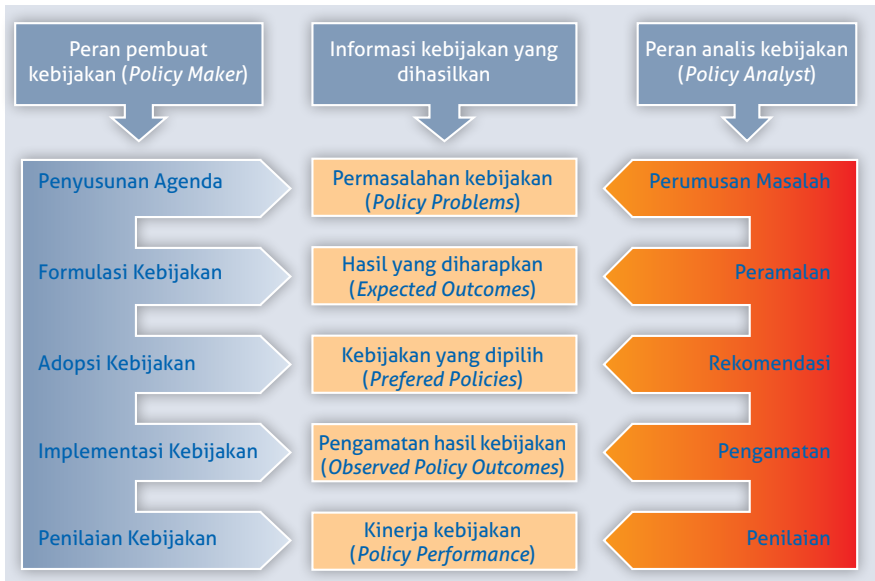 Peran pembuat
kebijakan (Policy Maker)
Informasi kebijakan yang
dihasilkan
Peran analis kebijakan
(Policy Analyst)
Penyusunan Agenda
Permasalahan kebijakan
(Policy Problems)
Perumusan Masalah
Formulasi Kebijakan
Hasil yang diharapkan
(Expected Outcomes)
Peramalan
Adopsi Kebijakan
Kebijakan yang dipilih
(Prefered Policies)
Rekomendasi
Implementasi Kebijakan
Pengamatan hasil kebijakan
(Observed Policy Outcomes)
Pengamatan
Penilaian Kebijakan
Kinerja kebijakan
(Policy Performance)
Penilaian